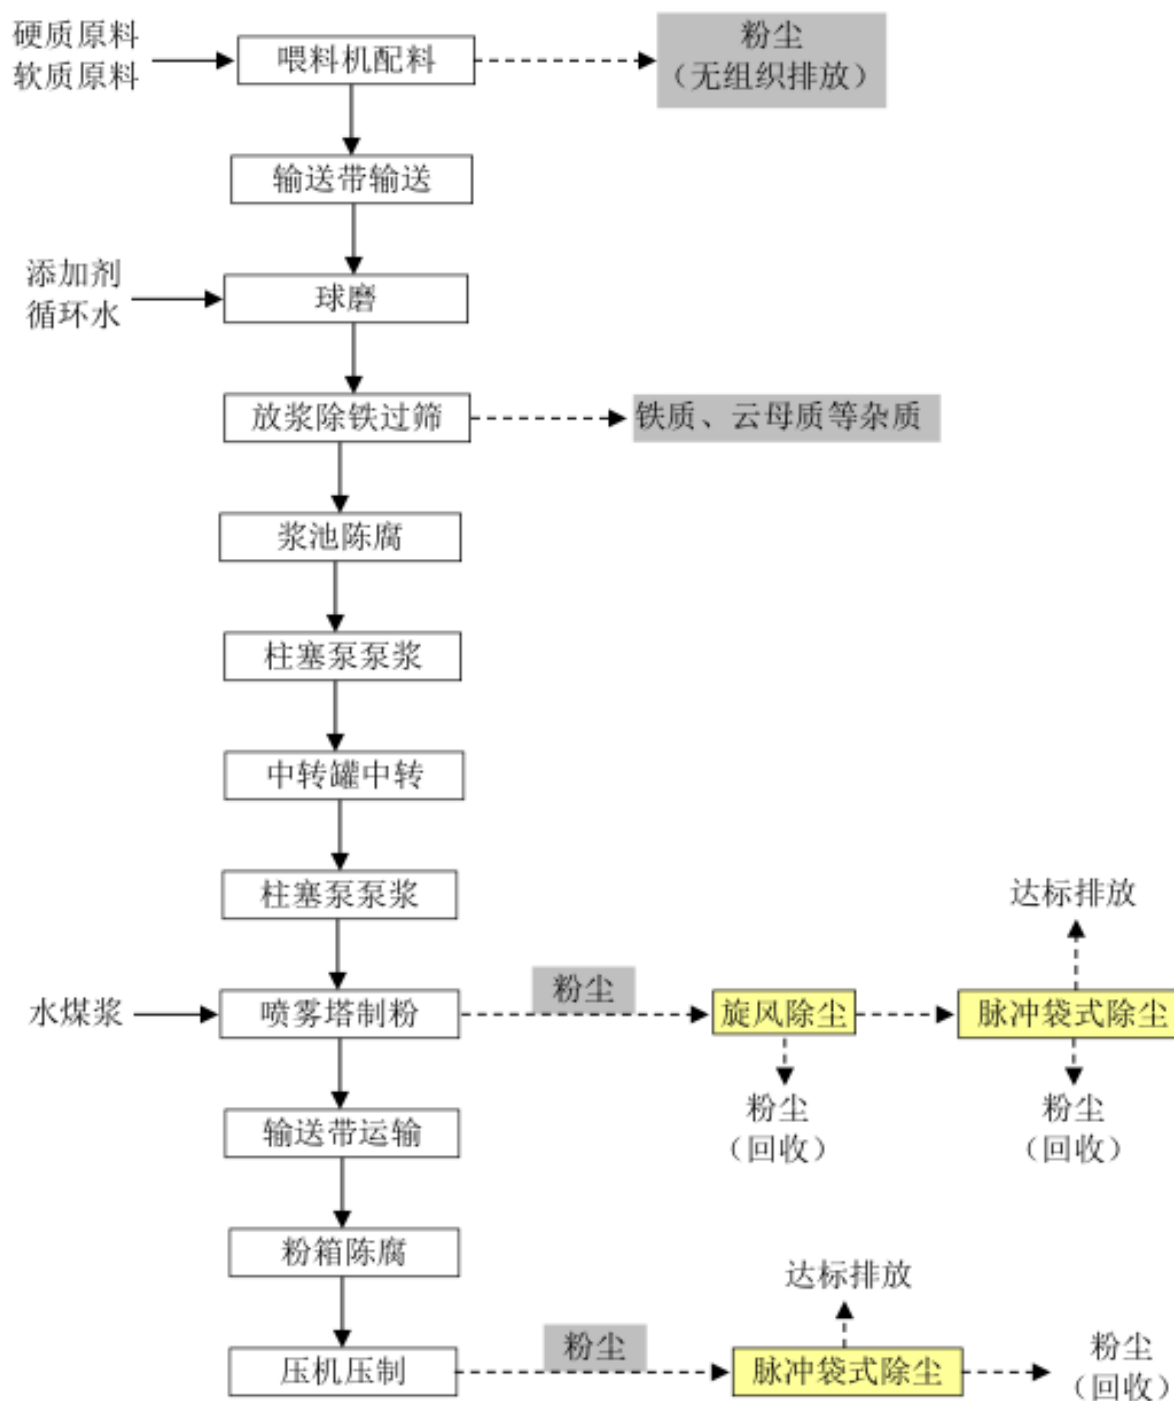 硬质原料
软质原料
喂料机配料
粉尘
（无组织排放）
输送带输送
添加剂
循环水
球磨
放浆除铁过筛
铁质、云母质等杂质
浆池陈腐
柱塞泵泵浆
中转罐中转
柱塞泵泵浆
达标排放
水煤浆
喷雾塔制粉
粉尘
旋风除尘
脉冲袋式除尘
粉尘
（回收）
粉尘
（回收）
输送带运输
粉箱陈腐
达标排放
压机压制
粉尘
脉冲袋式除尘
粉尘
（回收）